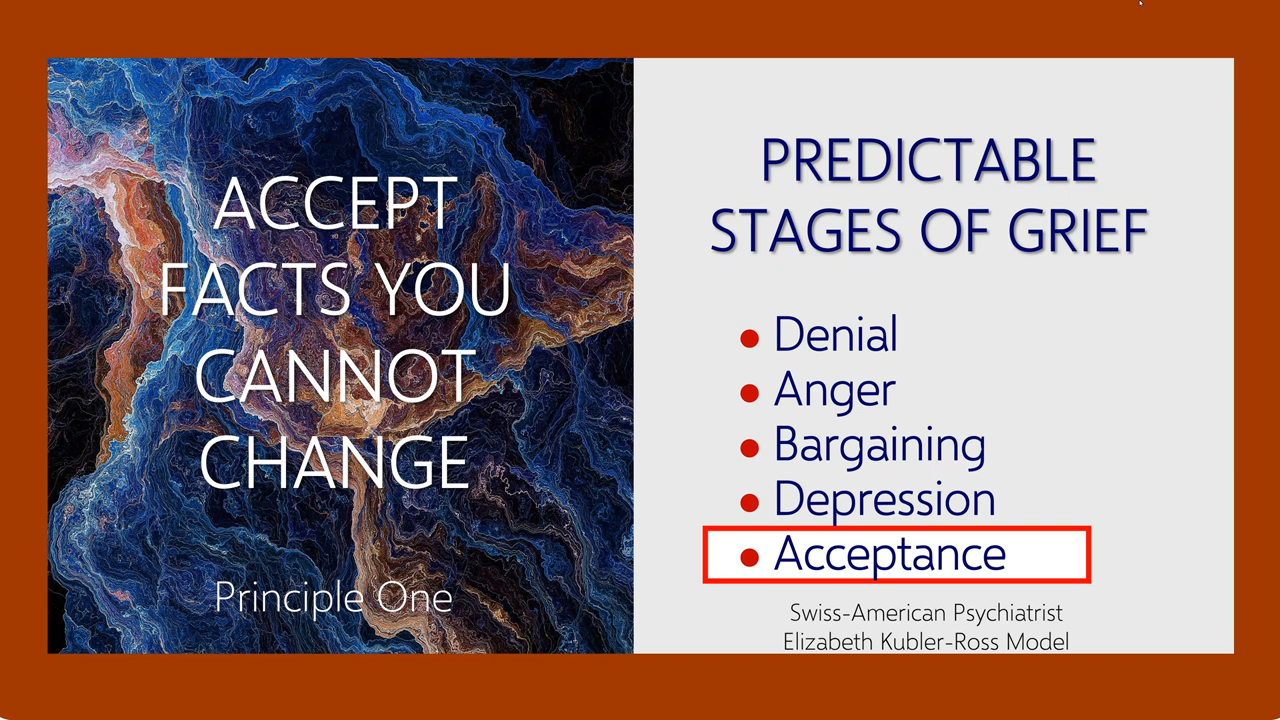 ACCEPT
FACTS YOU
CANNOT
CHANGE
Principle One
PREDICTABLE
STAGES OF GRIEF
• Denial
• Anger
• Bargaining
• Depression
• Acceptance
Swiss-American Psychiatrist
Elizabeth Kubler-Ross Model